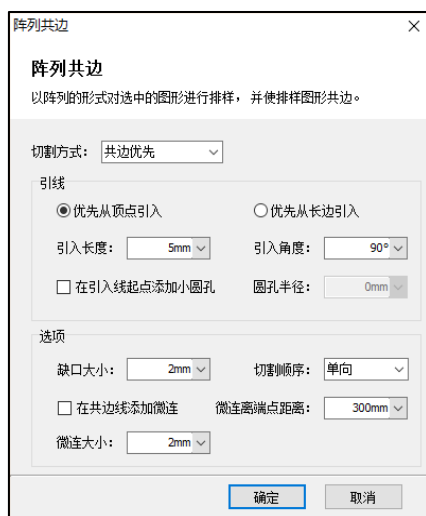 阵列共边
阵列共边
以阵列的形式对选中的图形进行排样，并使排样图形共边。
切割方式： 共边优先
引线
优先从顶点引入 优先从长边引入
引入长度： 5mm 引入角度： 90°
在引入线起点添加小圆孔 圆孔半径： 0mm
选项
缺口大小： 2mm 切割顺序： 单向
在共边线添加微连 微连离端点距离： 300mm
微连大小： 2mm
确定 取消